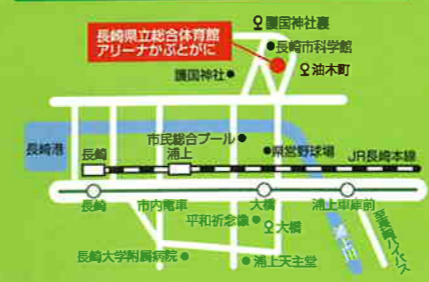 護国神社裏
長崎県立総合体育館
アリーナかぶとがに
長崎市科学館
油木町
護国神社
長崎港
市民総合プール
長崎
浦上
県営野球場
JR長崎本線
長崎
市内電車
大橋
浦上車庫前
平和祈念像
大橋
浦上川
至長崎バイパス
長崎大学附属病院
浦上天主堂